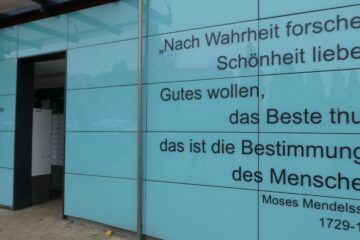 „Nach Wahrheit forsche
Schönheit liebe
Gutes wollen,
das Beste thu
das ist die Bestimmung
des Mensche
Moses Mendelss
1729-1